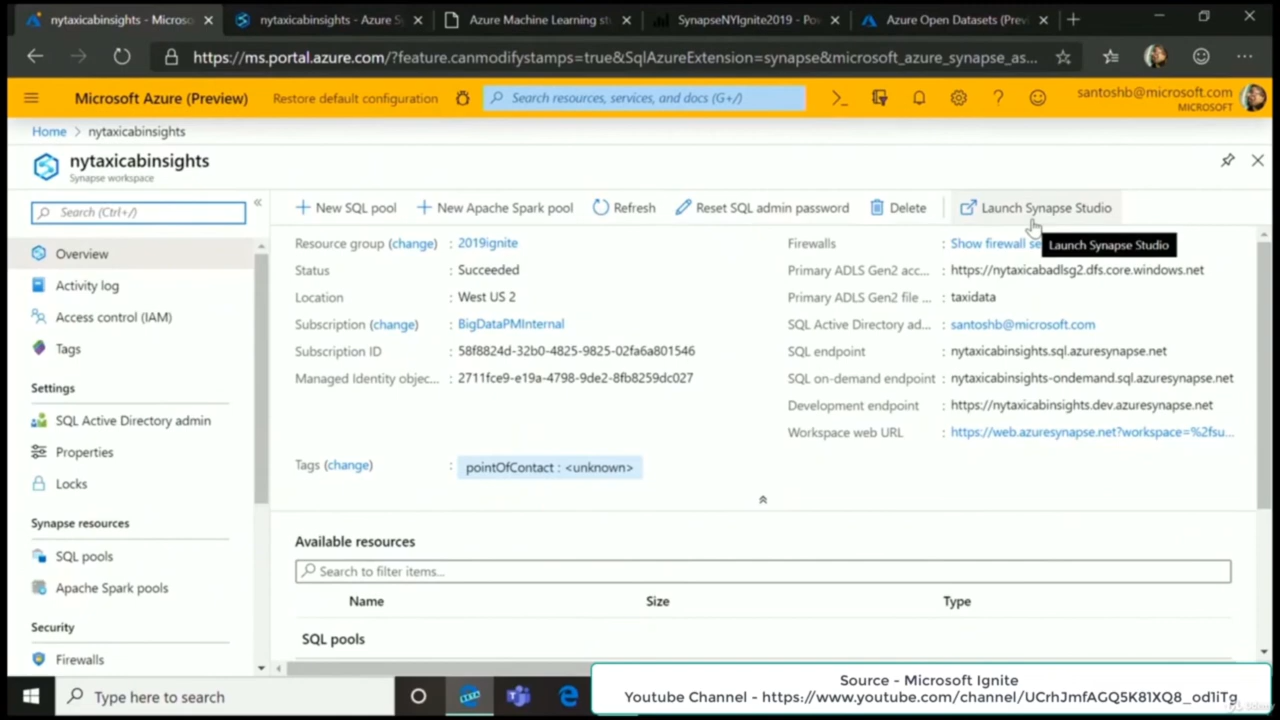 nytaxicabinsights - Microso
nytaxicabinsights - Azure S
Azure Machine Learning st
SynapseNYIgnite2019 - Po
Azure Open Datasets (Previ
https://ms.portal.azure.com/?feature.canmodifystamps=true&SqlAzureExtension=synapse&microsoft_azure_synapse_as...
Microsoft Azure (Preview)
Restore default configuration
Search resources, services, and docs (G+/)
santoshb@microsoft.com
MICROSOFT
Home > nytaxicabinsights
nytaxicabinsights
Synapse workspace
Search (Ctrl+/)
Overview
Activity log
Access control (IAM)
Tags
Settings
SQL Active Directory admin
Properties
Locks
Synapse resources
SQL pools
Apache Spark pools
Security
Firewalls
New SQL pool
New Apache Spark pool
Refresh
Reset SQL admin password
Delete
Launch Synapse Studio
Resource group (change) : 2019ignite
Status : Succeeded
Location : West US 2
Subscription (change) : BigDataPMInternal
Subscription ID : 58f8824d-32b0-4825-9825-02fa6a801546
Managed Identity objec... : 2711fce9-e19a-4798-9de2-8fb8259dc027
Tags (change) : pointOfContact : <unknown>
Firewalls : Show firewall se
Launch Synapse Studio
Primary ADLS Gen2 acc... : https://nytaxicabadlsg2.dfs.core.windows.net
Primary ADLS Gen2 file ... : taxidata
SQL Active Directory ad... : santoshb@microsoft.com
SQL endpoint : nytaxicabinsights.sql.azuresynapse.net
SQL on-demand endpoint : nytaxicabinsights-ondemand.sql.azuresynapse.net
Development endpoint : https://nytaxicabinsights.dev.azuresynapse.net
Workspace web URL : https://web.azuresynapse.net?workspace=%2fsu...
Available resources
Search to filter items...
Name Size Type
SQL pools
Type here to search
Source - Microsoft Ignite
Youtube Channel - https://www.youtube.com/channel/UCrhJmfAGQ5K81XQ8_od1iTg
Udemy